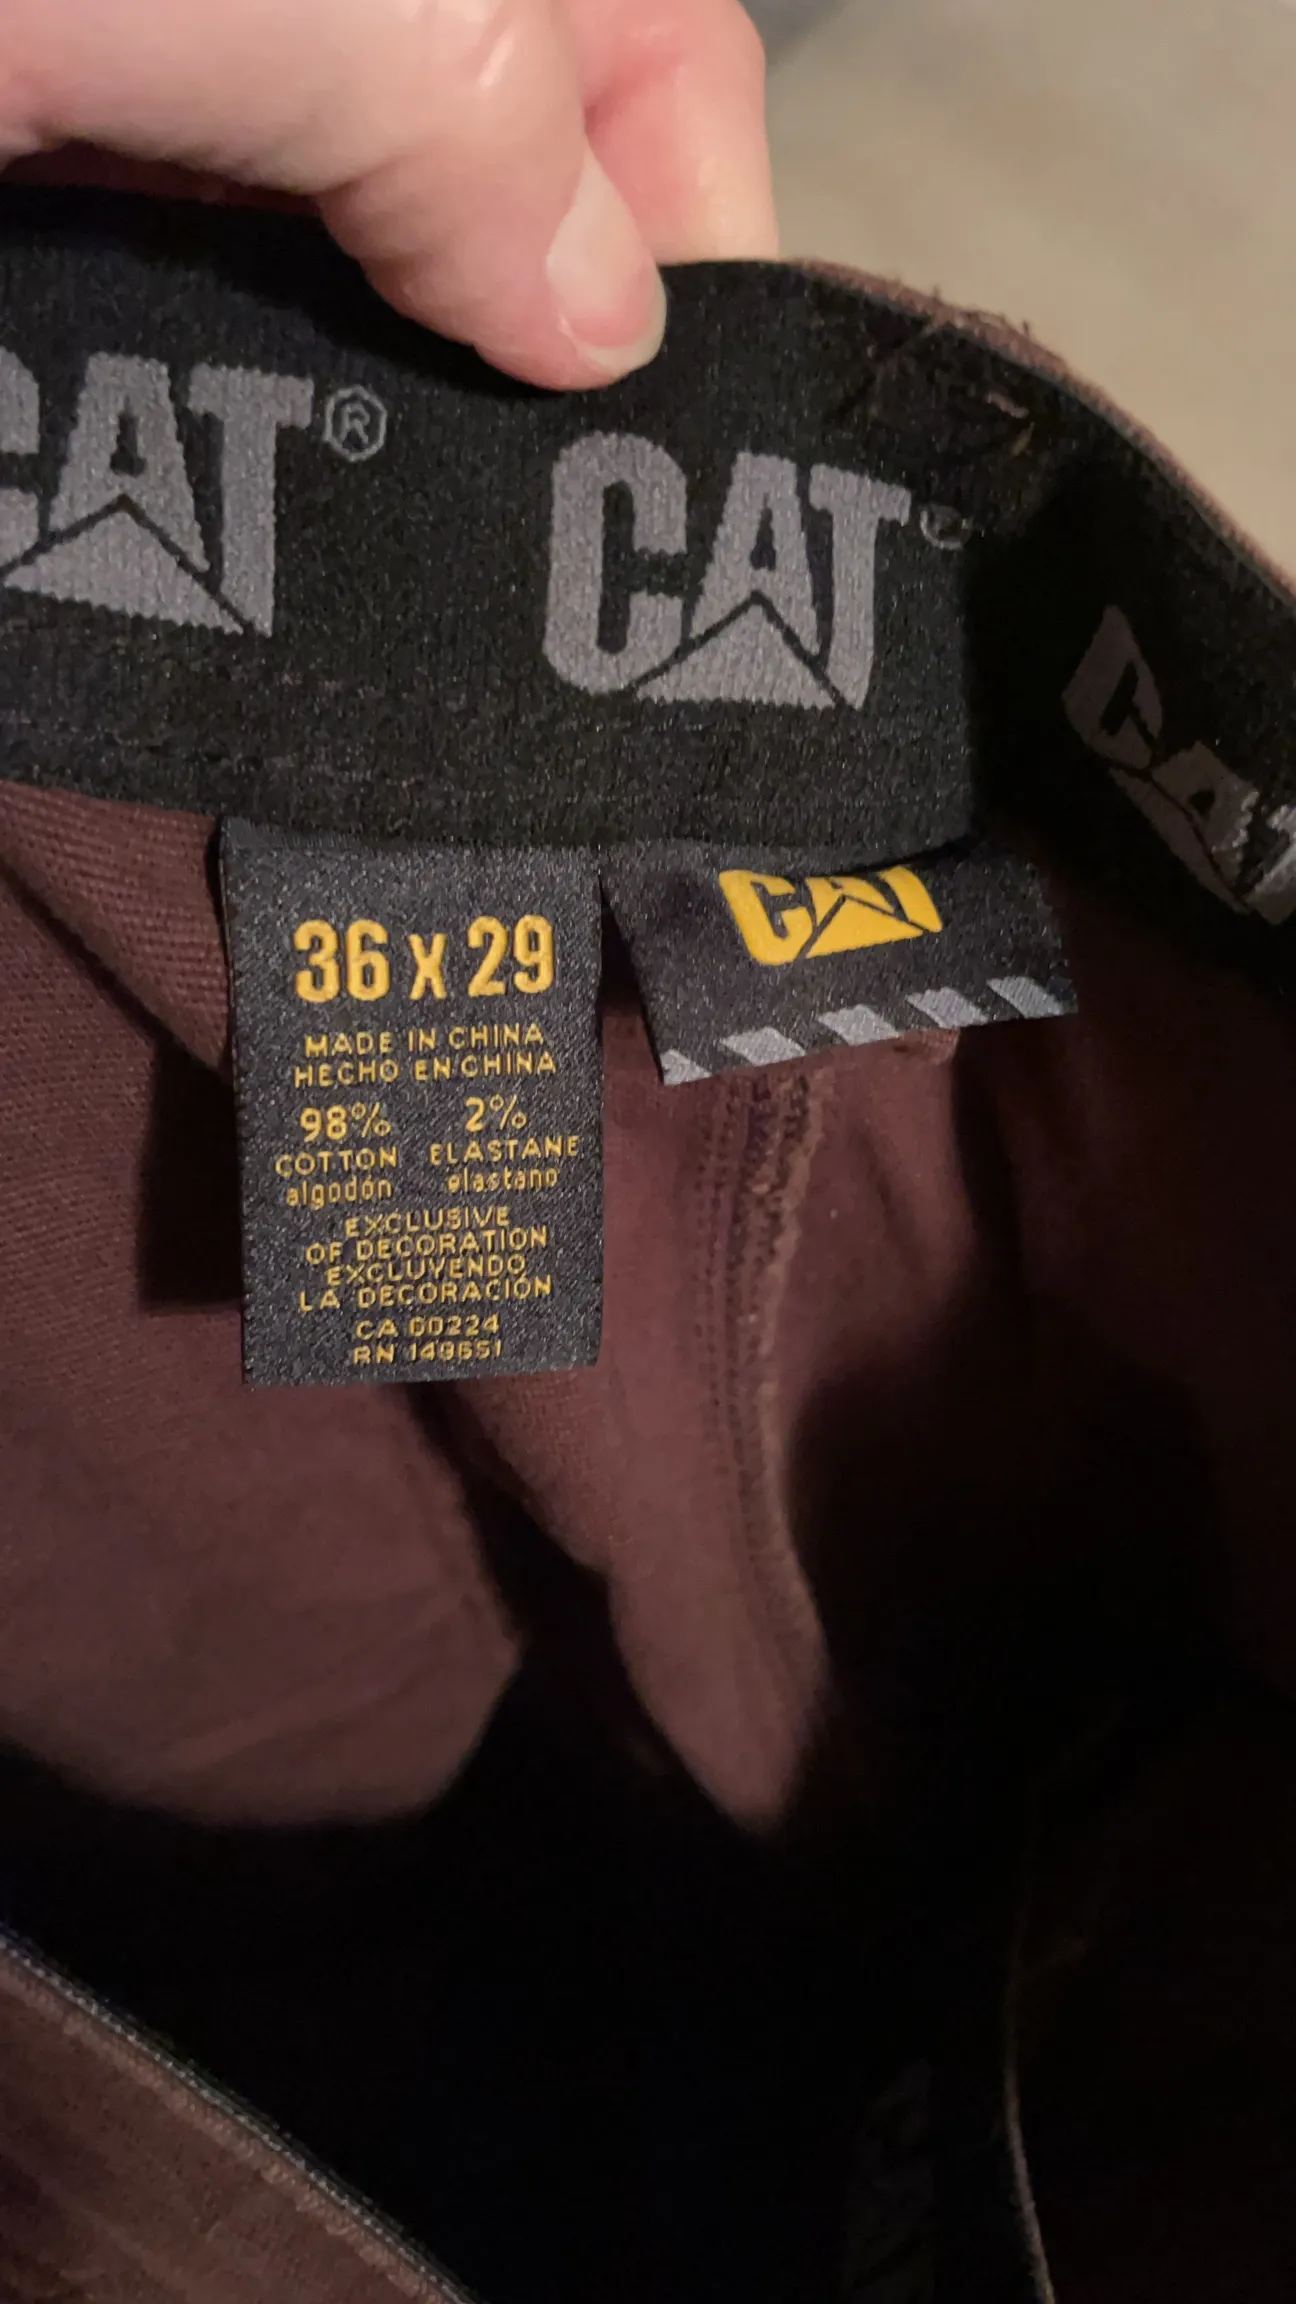 CAT®
CAT
CAT
36 X 29
CAT
MADE IN CHINA
HECHO EN CHINA
98% 2%
COTTON ELASTANE
algodón elastano
EXCLUSIVE
OF DECORATION
EXCLUYENDO
LA DECORACIÓN
CA 00224
RN 149651